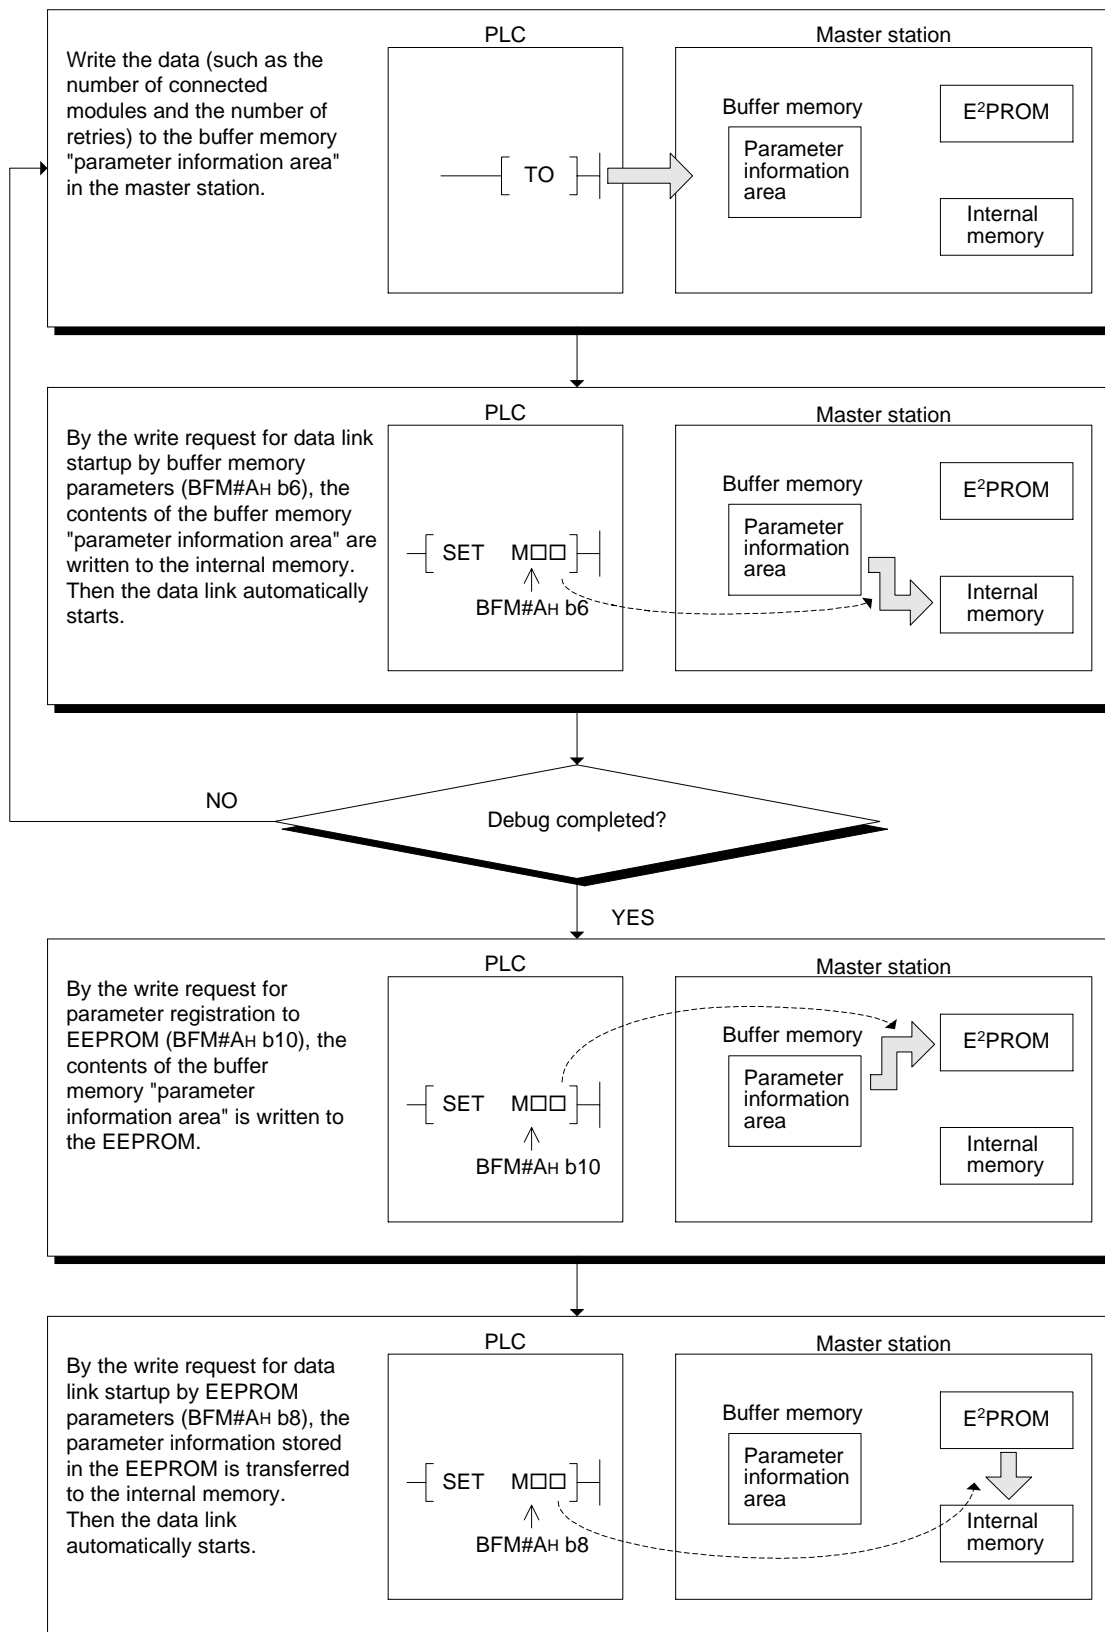 PLC
Master station
Write the data (such as the
number of connected
modules and the number of
retries) to the buffer memory
"parameter information area"
in the master station.
TO
Buffer memory
Parameter
information
area
E²PROM
Internal
memory
PLC
Master station
By the write request for data link
startup by buffer memory
parameters (BFM#AH b6), the
contents of the buffer memory
"parameter information area" are
written to the internal memory.
Then the data link automatically
starts.
SET M□□
BFM#AH b6
Buffer memory
Parameter
information
area
E²PROM
Internal
memory
NO
Debug completed?
YES
PLC
Master station
By the write request for
parameter registration to
EEPROM (BFM#AH b10), the
contents of the buffer
memory "parameter
information area" is written to
the EEPROM.
SET M□□
BFM#AH b10
Buffer memory
Parameter
information
area
E²PROM
Internal
memory
PLC
Master station
By the write request for data
link startup by EEPROM
parameters (BFM#AH b8), the
parameter information stored
in the EEPROM is transferred
to the internal memory.
Then the data link
automatically starts.
SET M□□
BFM#AH b8
Buffer memory
Parameter
information
area
E²PROM
Internal
memory